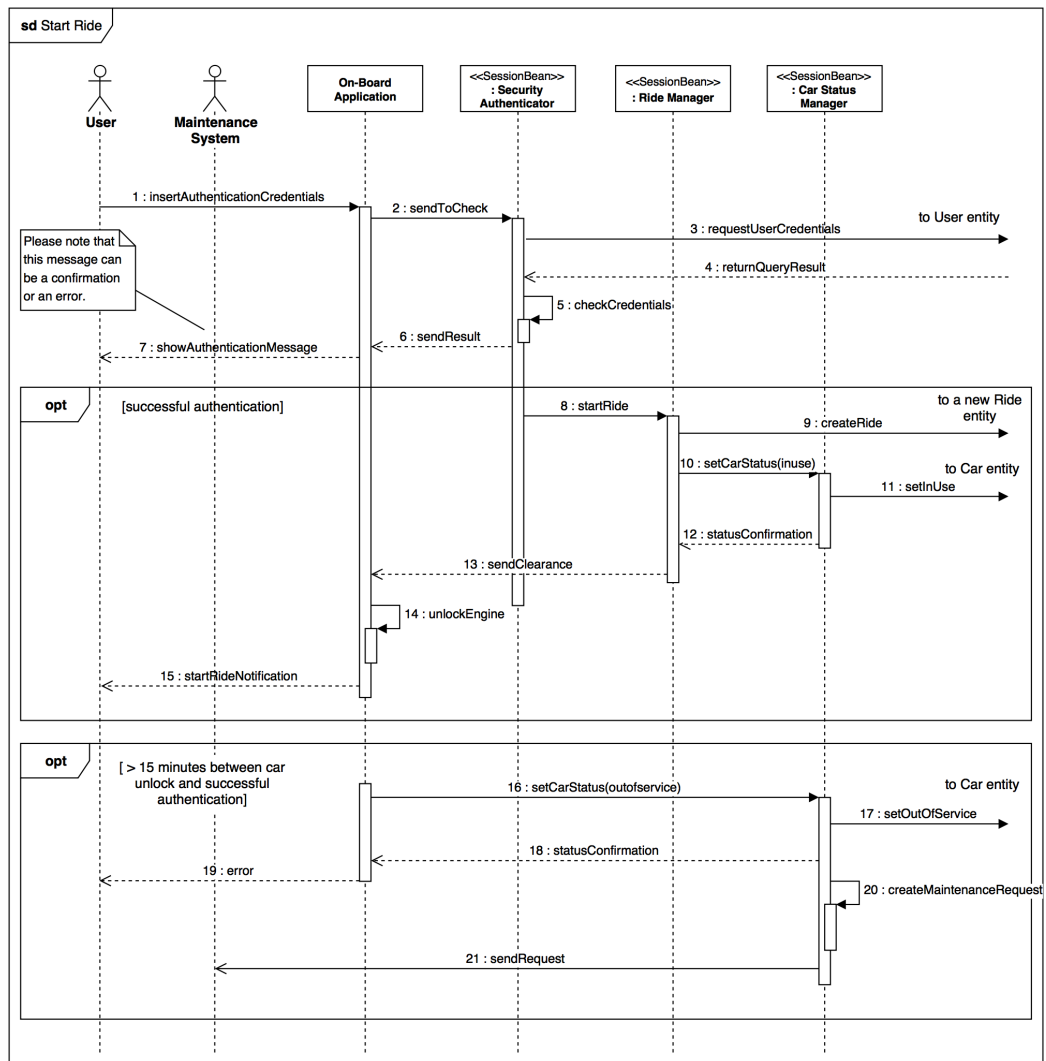 sd Start Ride
User
Maintenance
System
On-Board
Application
<<SessionBean>>
: Security
Authenticator
<<SessionBean>>
: Ride Manager
<<SessionBean>>
: Car Status
Manager
1 : insertAuthenticationCredentials
2 : sendToCheck
to User entity
3 : requestUserCredentials
Please note that
this message can
be a confirmation
or an error.
4 : returnQueryResult
5 : checkCredentials
6 : sendResult
7 : showAuthenticationMessage
opt
[successful authentication]
8 : startRide
to a new Ride
entity
9 : createRide
10 : setCarStatus(inuse)
to Car entity
11 : setInUse
12 : statusConfirmation
13 : sendClearance
14 : unlockEngine
15 : startRideNotification
opt
[ > 15 minutes between car
unlock and successful
authentication]
16 : setCarStatus(outofservice)
to Car entity
17 : setOutOfService
18 : statusConfirmation
19 : error
20 : createMaintenanceRequest
21 : sendRequest